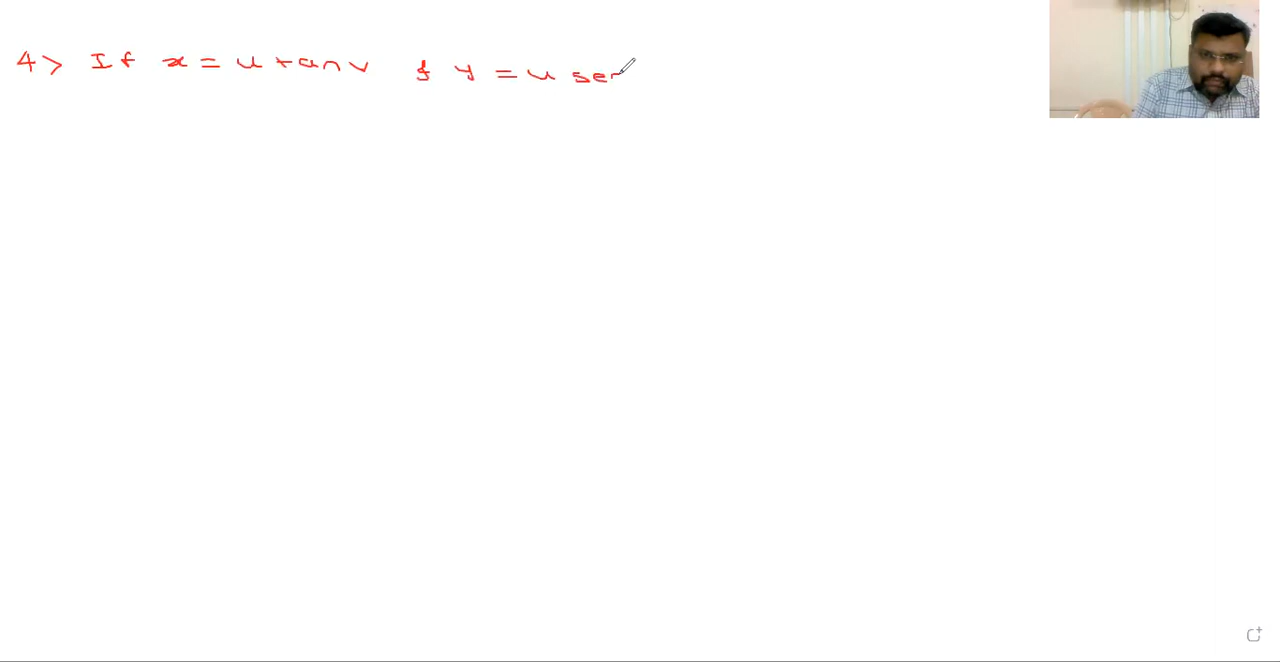 4> If x = u tan v & y = u sec